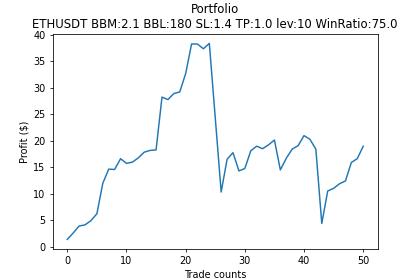 Portfolio
ETHUSDT BBM:2.1 BBL:180 SL:1.4 TP:1.0 lev:10 WinRatio:75.0
40
35
30
25
20
15
10
5
0
Profit ($)
0 10 20 30 40 50
Trade counts